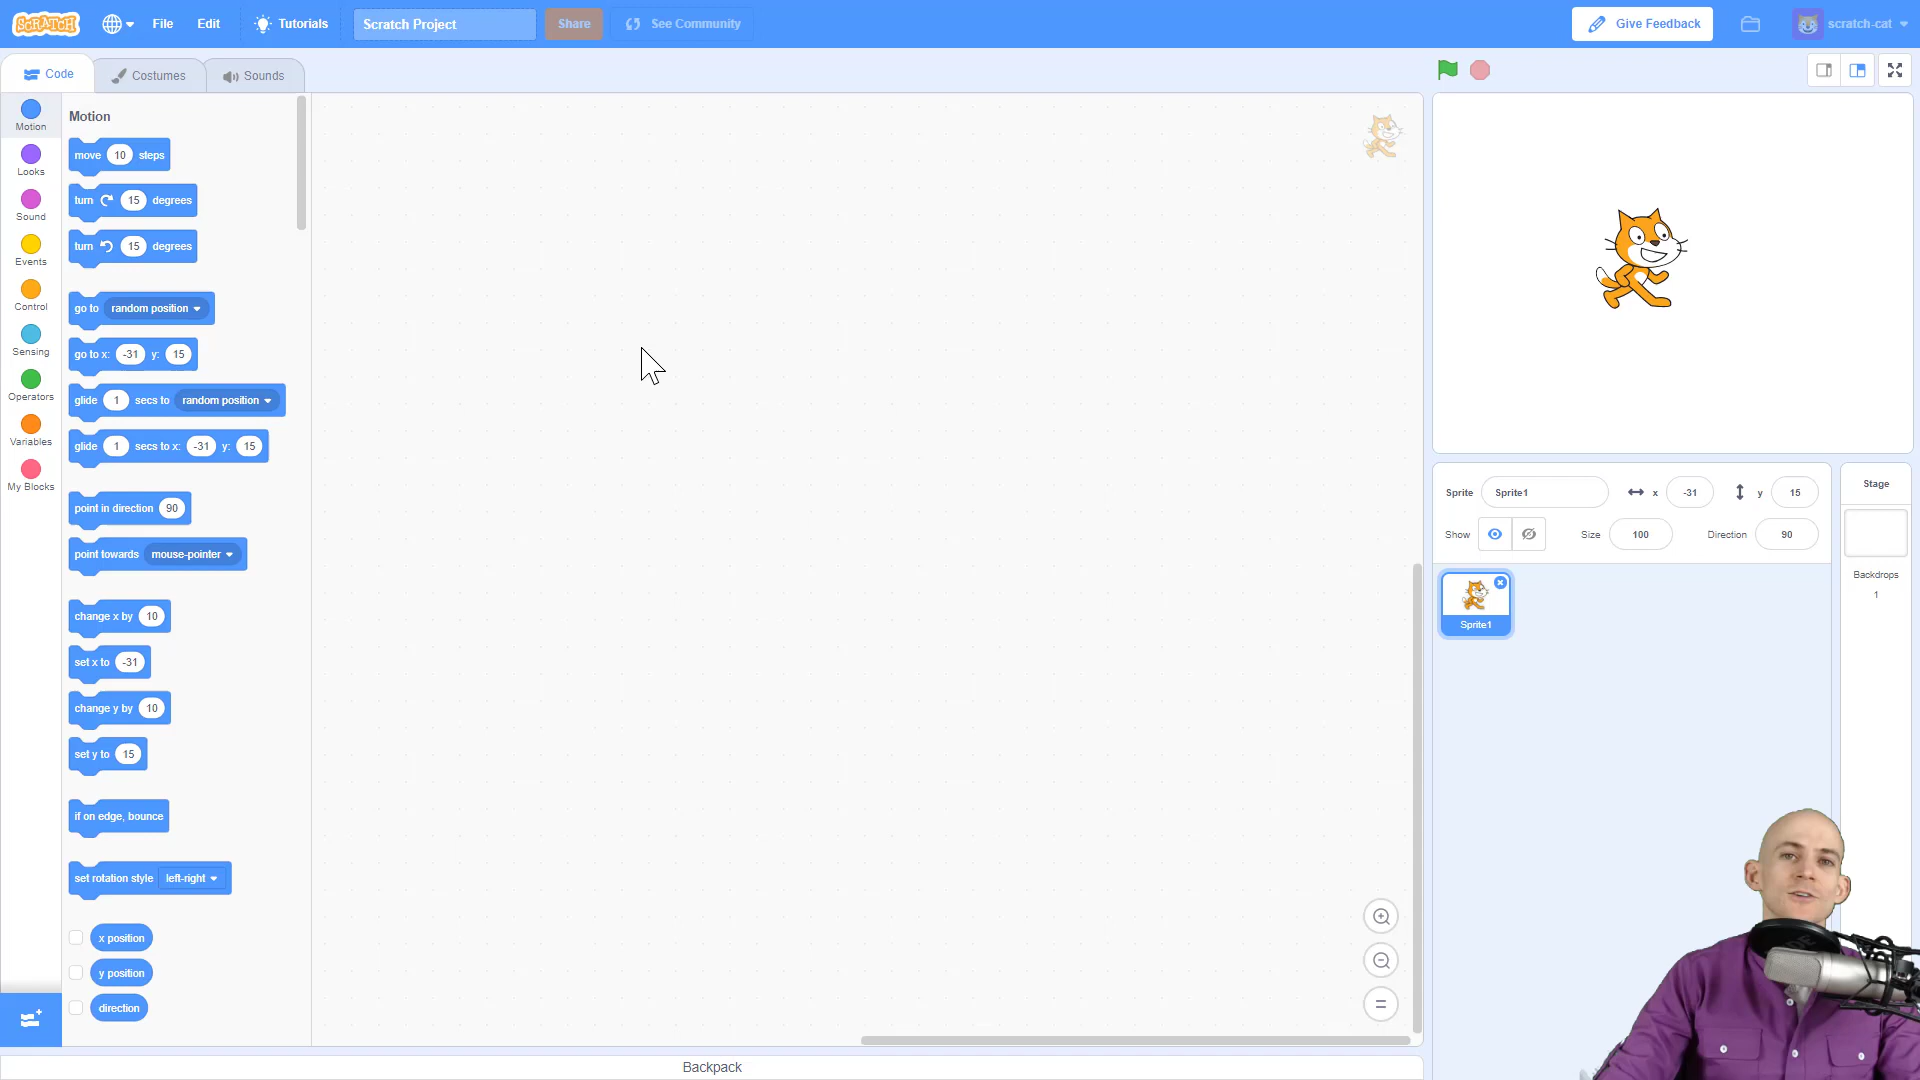 SCRATCH File Edit Tutorials Scratch Project Share See Community Give Feedback scratch-cat
Code Costumes Sounds
Motion
Looks
Sound
Events
Control
Sensing
Operators
Variables
My Blocks
Motion
move 10 steps
turn 15 degrees
turn 15 degrees
go to random position
go to x: -31 y: 15
glide 1 secs to random position
glide 1 secs to x: -31 y: 15
point in direction 90
point towards mouse-pointer
change x by 10
set x to -31
change y by 10
set y to 15
if on edge, bounce
set rotation style left-right
x position
y position
direction
Sprite Sprite1 x -31 y 15
Show Size 100 Direction 90
Sprite1
Stage
Backdrops
1
Backpack